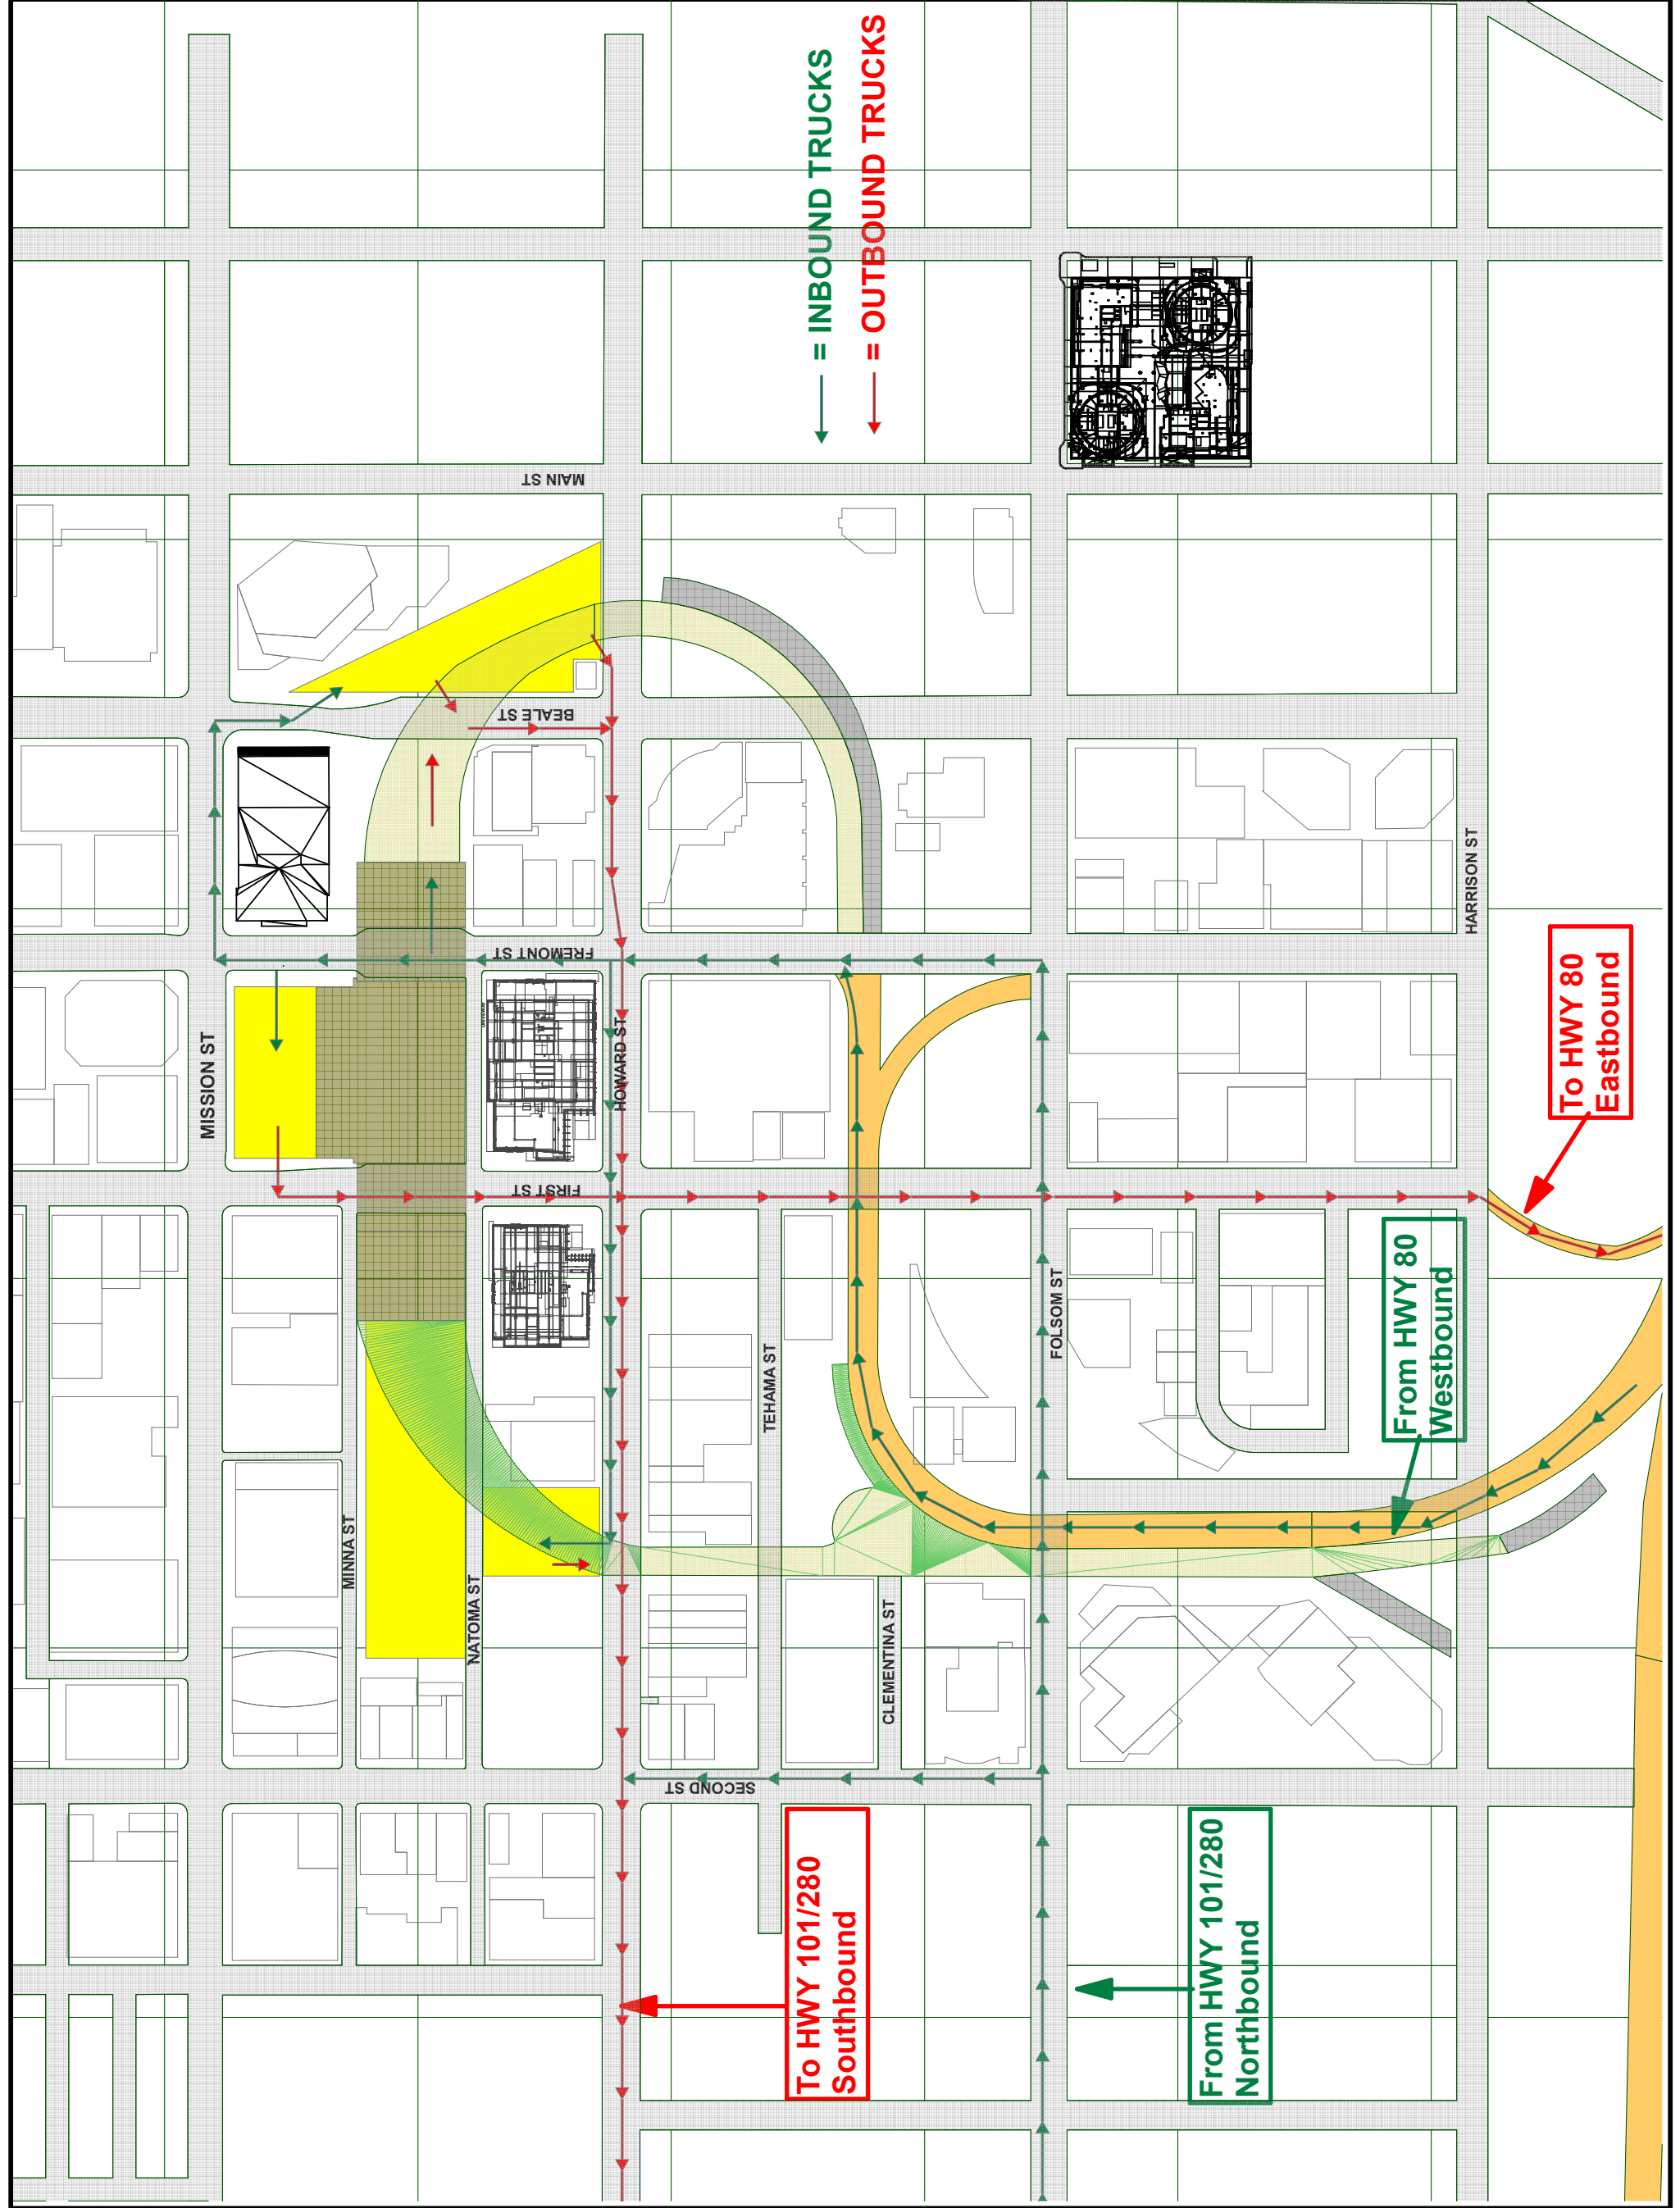 = INBOUND TRUCKS
= OUTBOUND TRUCKS
MAIN ST
BEALE ST
FREMONT ST
FIRST ST
SECOND ST
MISSION ST
MINNA ST
NATOMA ST
HOWARD ST
TEHAMA ST
CLEMENTINA ST
FOLSOM ST
HARRISON ST
To HWY 80
Eastbound
From HWY 80
Westbound
To HWY 101/280
Southbound
From HWY 101/280
Northbound